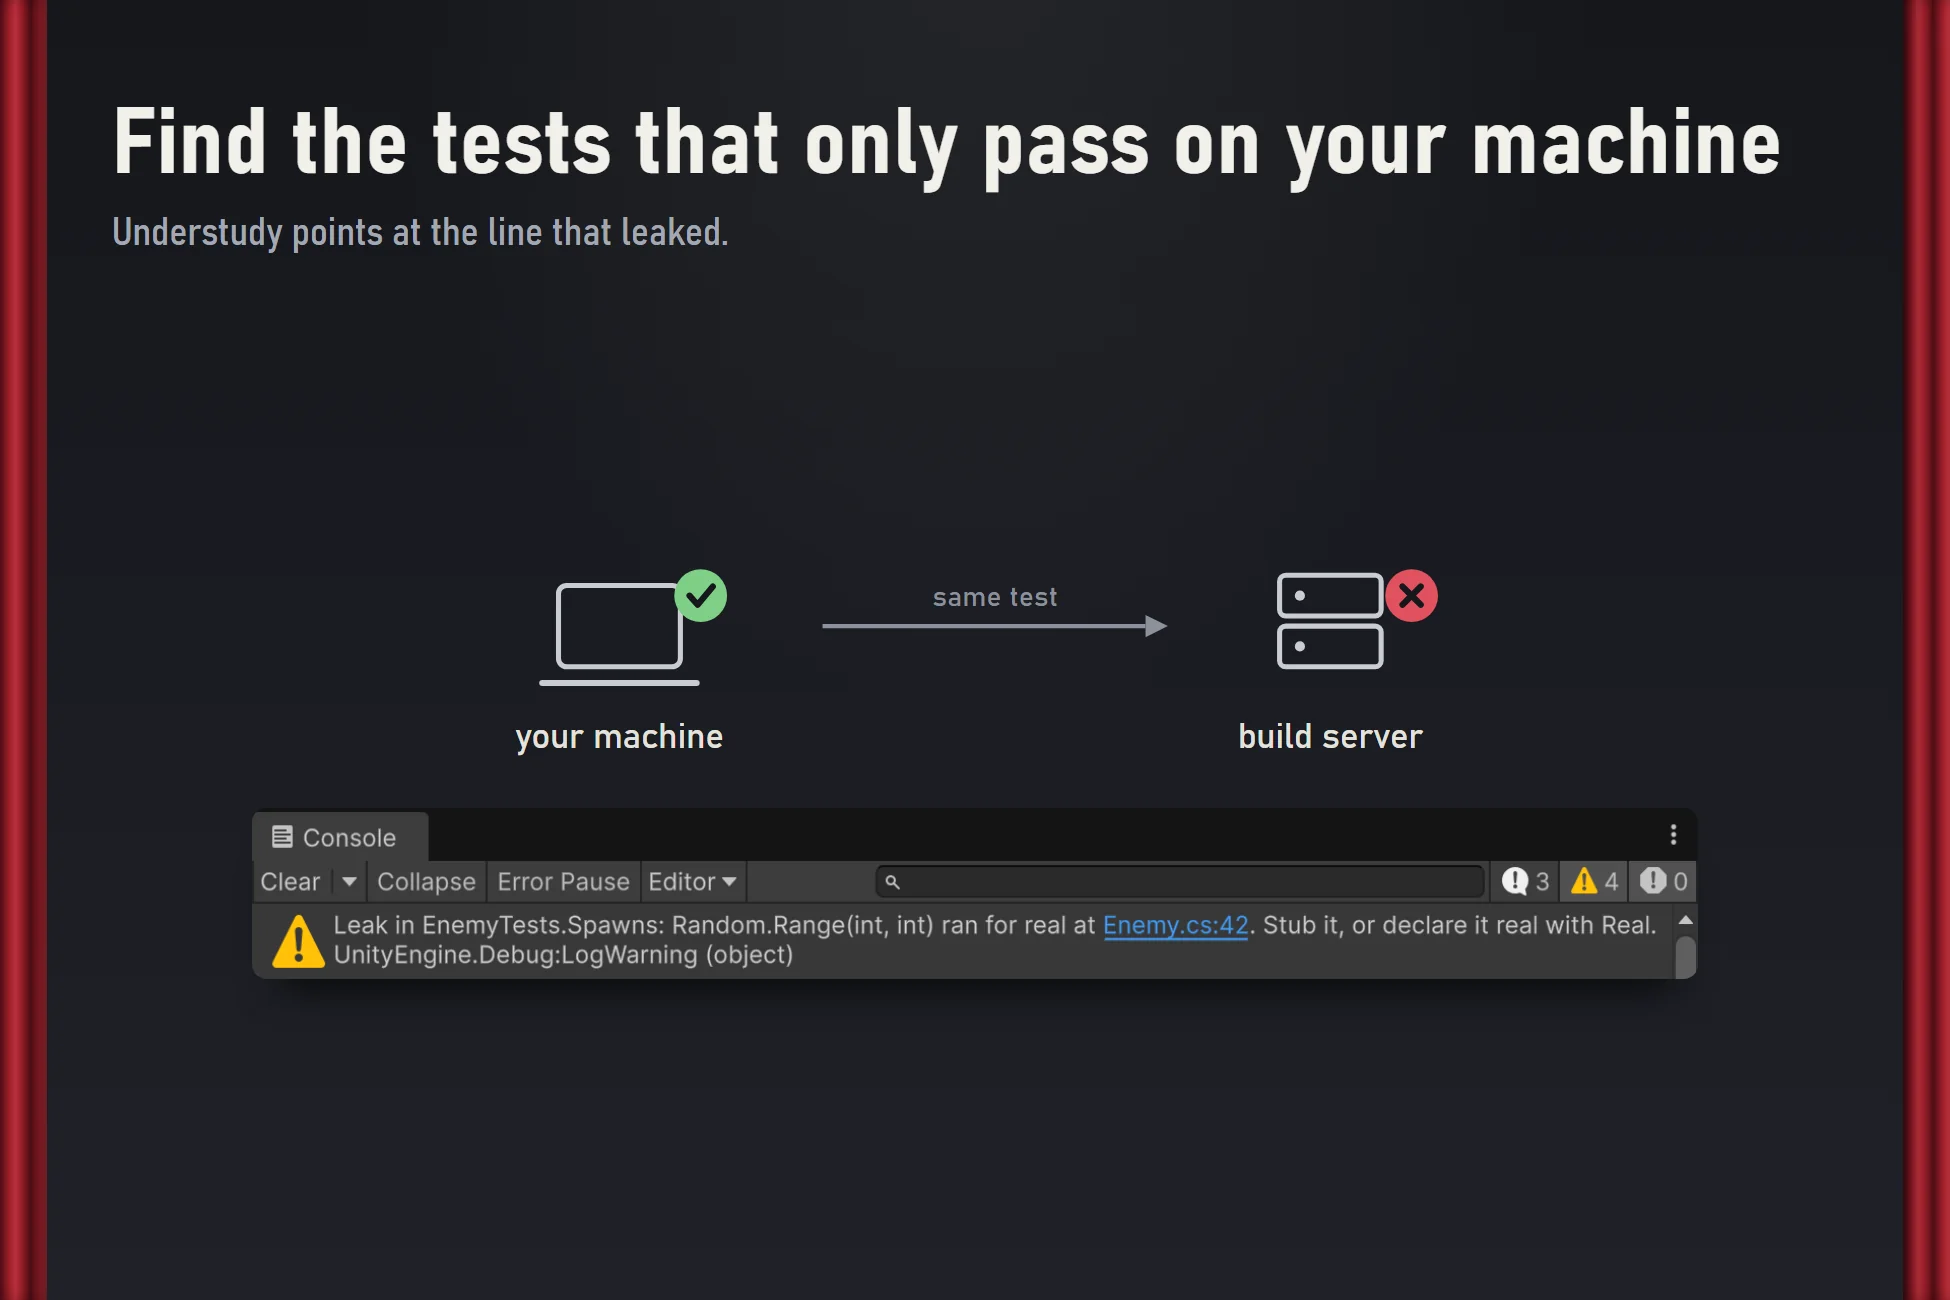 Find the tests that only pass on your machine
Understudy points at the line that leaked.
same test
your machine
build server
Console
Clear Collapse Error Pause Editor 3 4 0
Leak in EnemyTests.Spawns: Random.Range(int, int) ran for real at Enemy.cs:42. Stub it, or declare it real with Real.
UnityEngine.Debug:LogWarning (object)